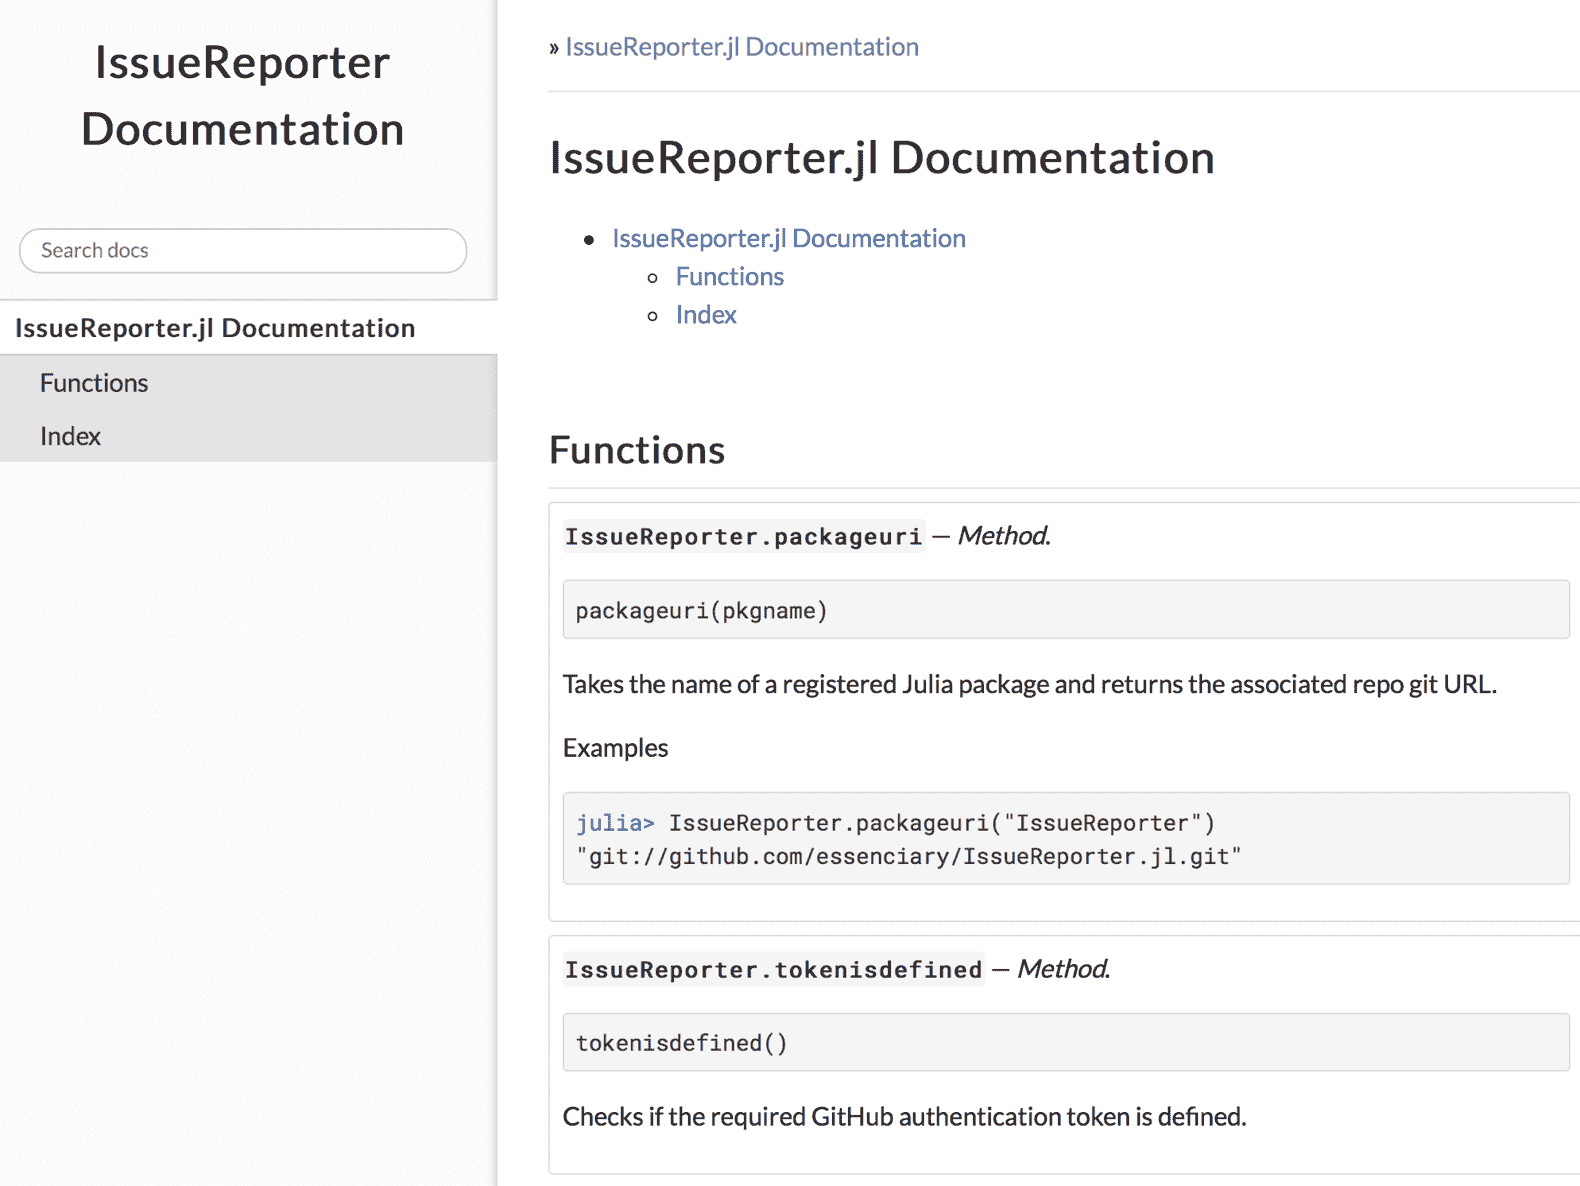 IssueReporter
Documentation
Search docs
IssueReporter.jl Documentation
Functions
Index
» IssueReporter.jl Documentation
IssueReporter.jl Documentation
• IssueReporter.jl Documentation
◦ Functions
◦ Index
Functions
IssueReporter.packageuri — Method.
packageuri(pkgname)
Takes the name of a registered Julia package and returns the associated repo git URL.
Examples
julia> IssueReporter.packageuri("IssueReporter")
"git://github.com/essenciary/IssueReporter.jl.git"
IssueReporter.tokenisdefined — Method.
tokenisdefined()
Checks if the required GitHub authentication token is defined.